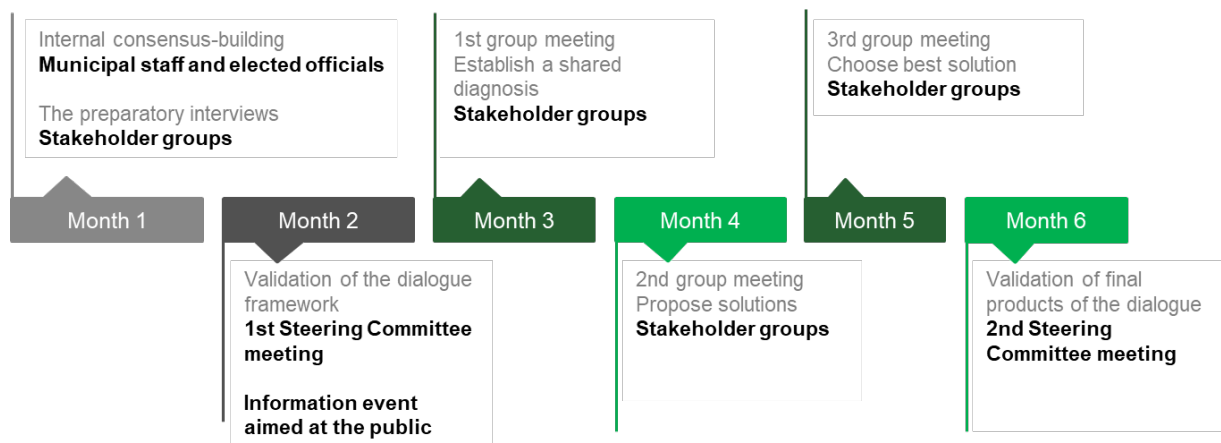 Internal consensus-building
Municipal staff and elected officials
The preparatory interviews
Stakeholder groups
1st group meeting
Establish a shared
diagnosis
Stakeholder groups
3rd group meeting
Choose best solution
Stakeholder groups
Month 1
Month 2
Month 3
Month 4
Month 5
Month 6
Validation of the dialogue
framework
1st Steering Committee
meeting
Information event
aimed at the public
2nd group meeting
Propose solutions
Stakeholder groups
Validation of final
products of the dialogue
2nd Steering
Committee meeting